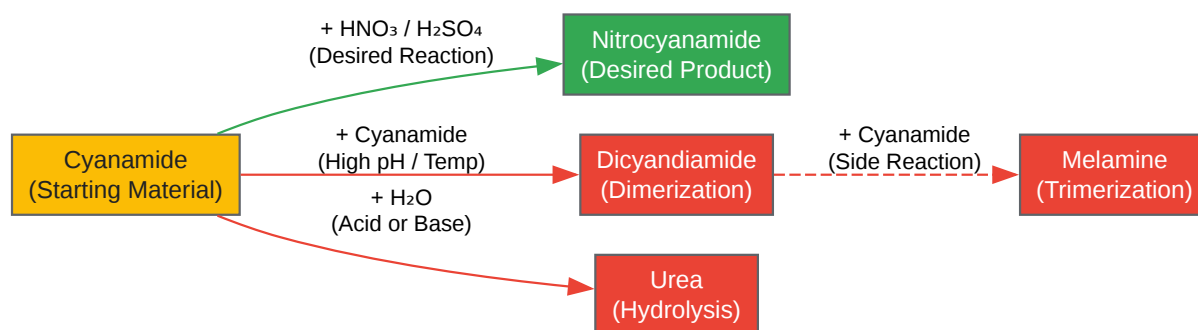 + HNO₃ / H₂SO₄
(Desired Reaction)
Nitrocyanamide
(Desired Product)
Cyanamide
(Starting Material)
+ Cyanamide
(High pH / Temp)
Dicyandiamide
(Dimerization)
+ Cyanamide
(Side Reaction)
Melamine
(Trimerization)
+ H₂O
(Acid or Base)
Urea
(Hydrolysis)